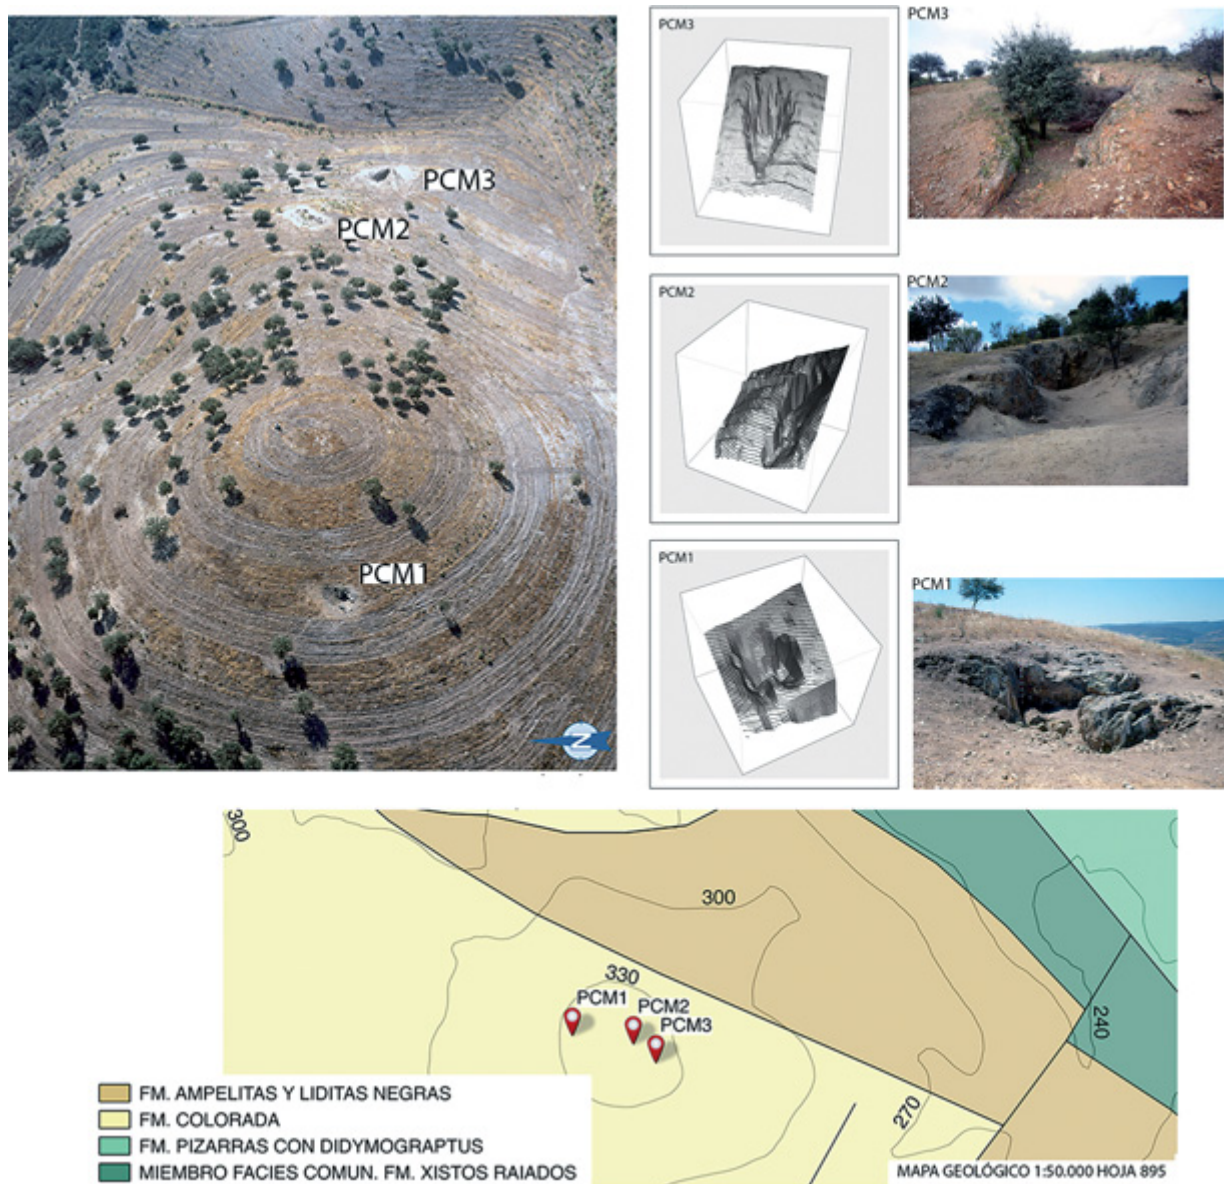 PCM3
PCM2
PCM1
N
PCM3
PCM3
PCM2
PCM2
PCM1
PCM1
300
300
330
PCM1
PCM2
PCM3
240
270
FM. AMPELITAS Y LIDITAS NEGRAS
FM. COLORADA
FM. PIZARRAS CON DIDYMOGRAPTUS
MIEMBRO FACIES COMUN. FM. XISTOS RAIADOS
MAPA GEOLÓGICO 1:50.000 HOJA 895